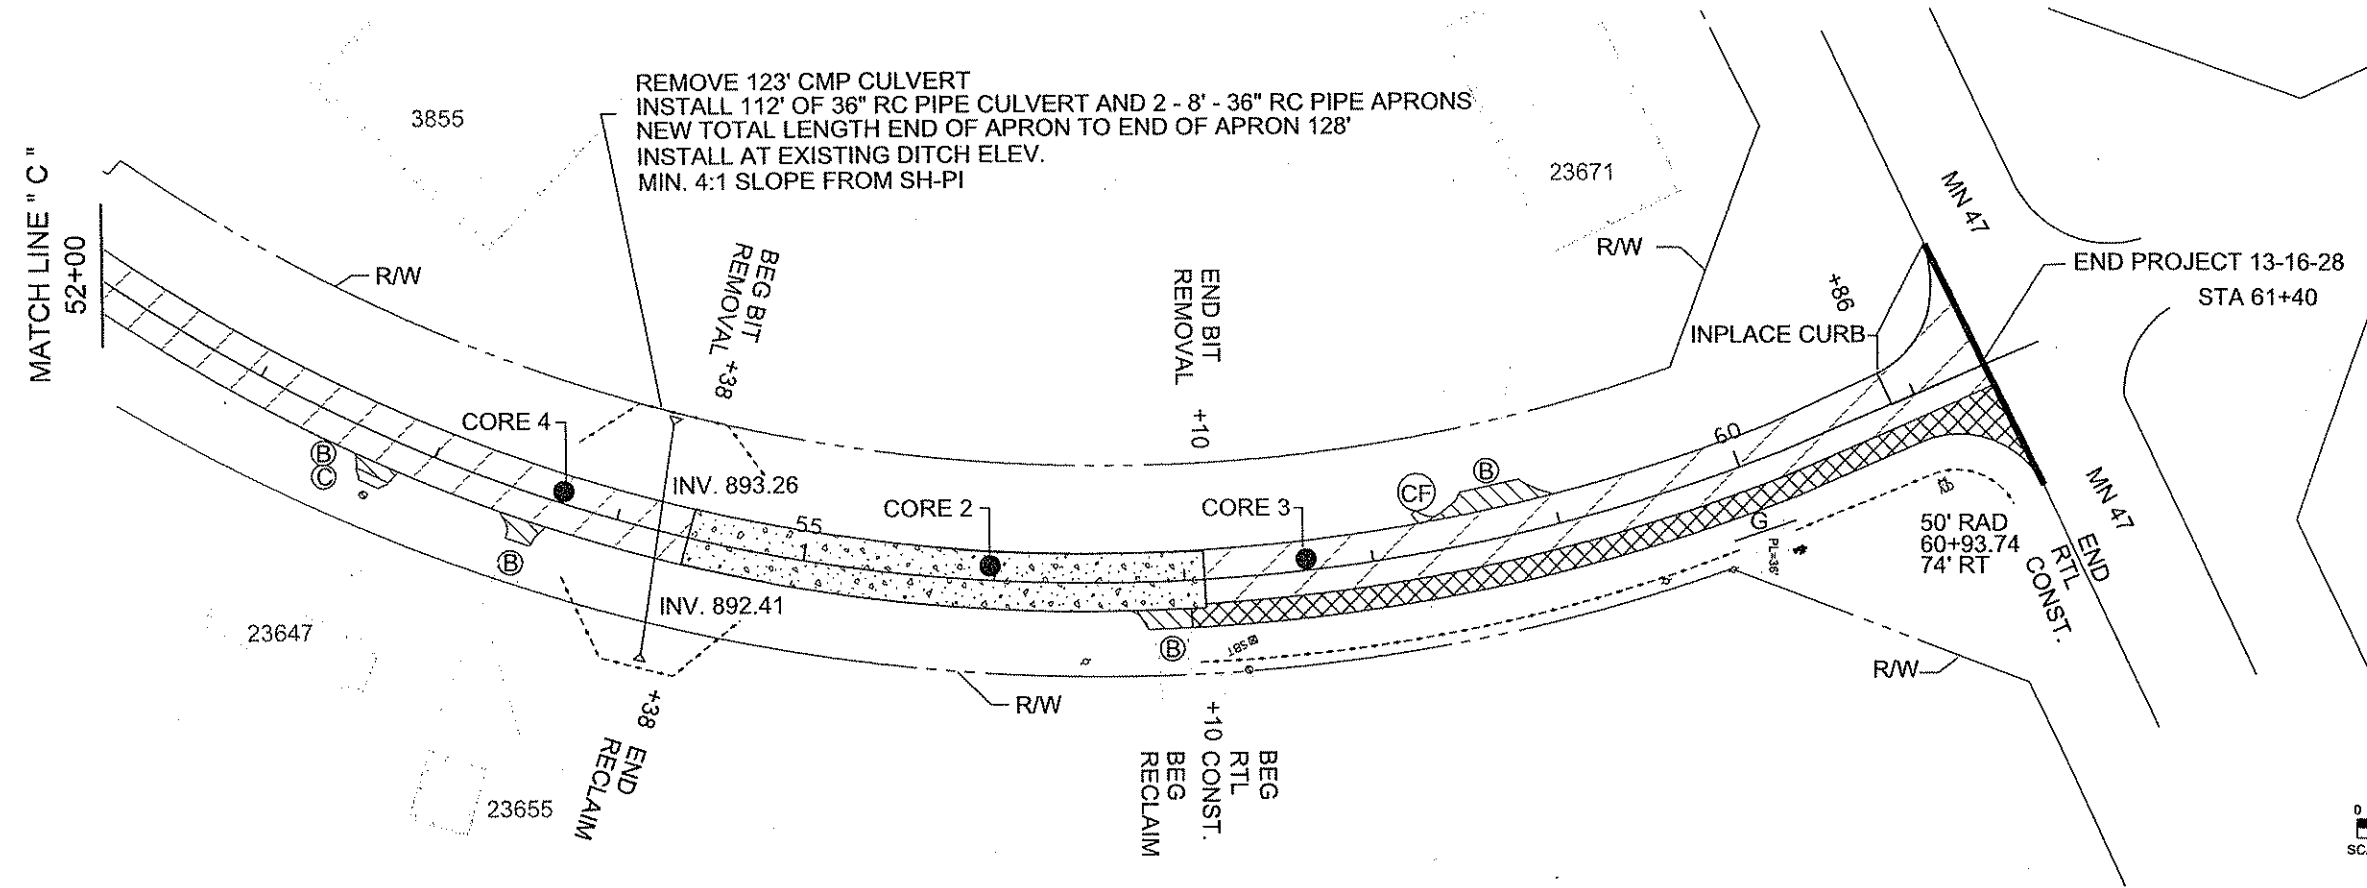 REMOVE 123' CMP CULVERT
INSTALL 112' OF 36" RC PIPE CULVERT AND 2 - 8' - 36" RC PIPE APRONS
NEW TOTAL LENGTH END OF APRON TO END OF APRON 128'
INSTALL AT EXISTING DITCH ELEV.
MIN. 4:1 SLOPE FROM SH-PI
3855
23671
MATCH LINE " C "
52+00
R/W
BEG BIT
REMOVAL +38
END BIT
REMOVAL +10
R/W
MN 47
+86
INPLACE CURB
END PROJECT 13-16-28
STA 61+40
CORE 4
B
C
B
INV. 893.26
55
CORE 2
CORE 3
CF
B
60
INV. 892.41
23647
23655
+38 END
RECLAIM
R/W
B
SBT
BEG
RTL
+10 CONST.
BEG
RECLAIM
G
PL=36'
50' RAD
60+93.74
74' RT
MN 47
END
RTL
CONST.
R/W
0